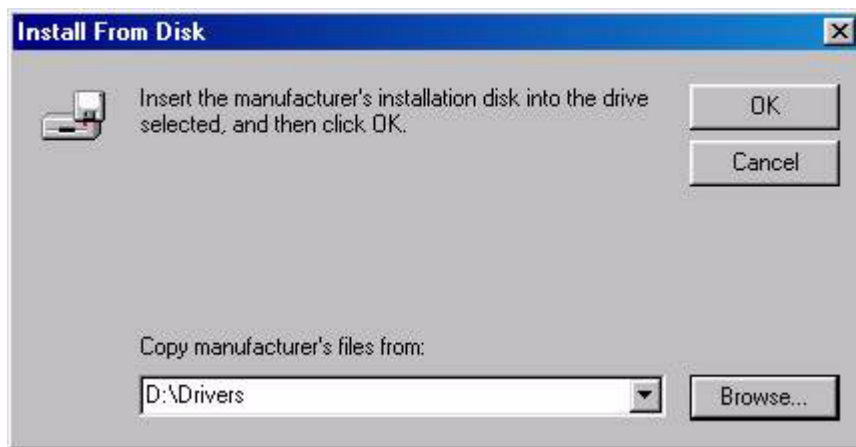 Install From Disk
Insert the manufacturer's installation disk into the drive
selected, and then click OK.
OK
Cancel
Copy manufacturer's files from:
D:\Drivers
Browse...